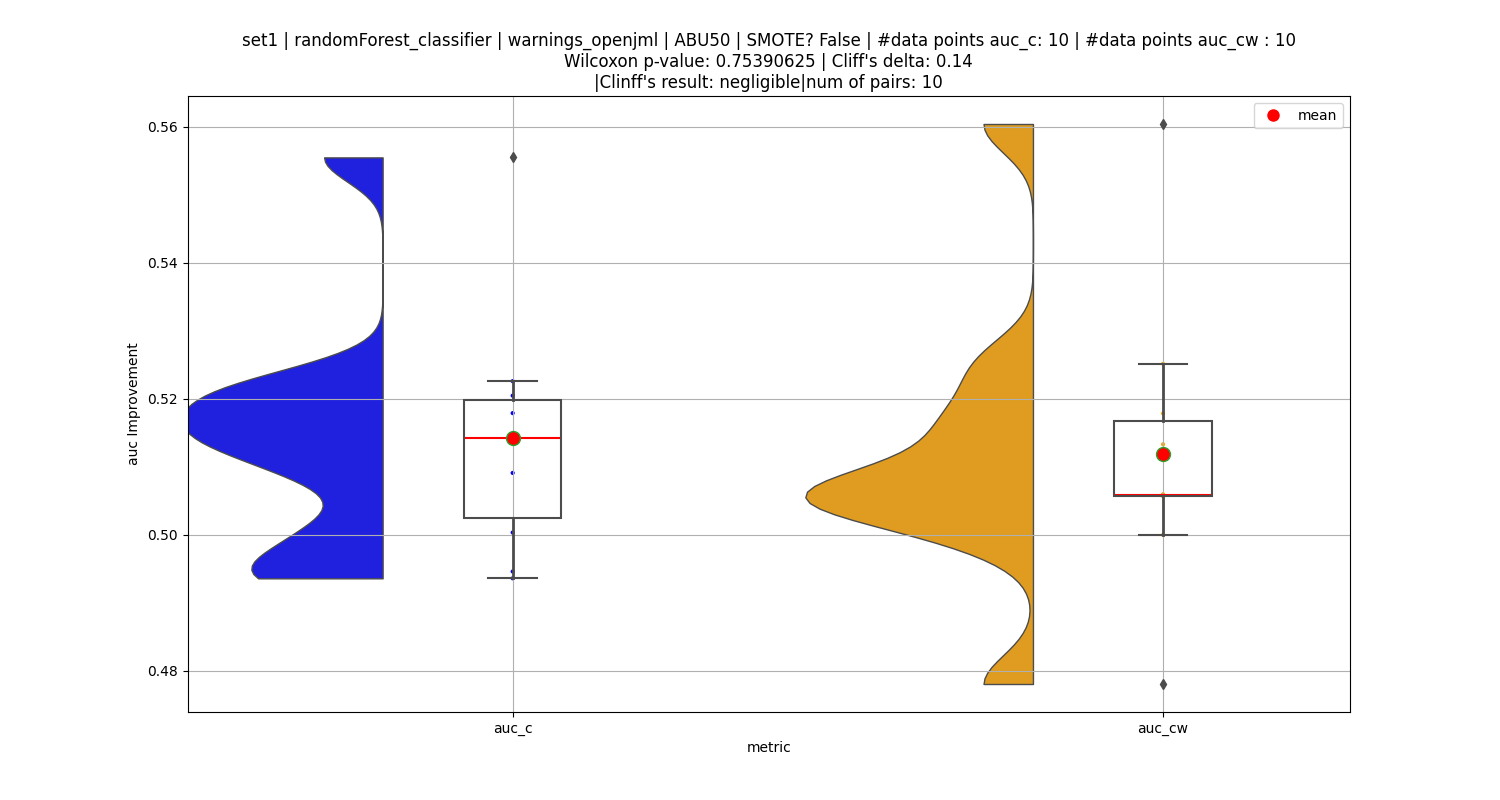 set1 | randomForest_classifier | warnings_openjml | ABU50 | SMOTE? False | #data points auc_c: 10 | #data points auc_cw : 10
Wilcoxon p-value: 0.75390625 | Cliff's delta: 0.14
|Clinff's result: negligible|num of pairs: 10
mean
0.56
0.54
0.52
0.50
0.48
auc Improvement
auc_c
auc_cw
metric